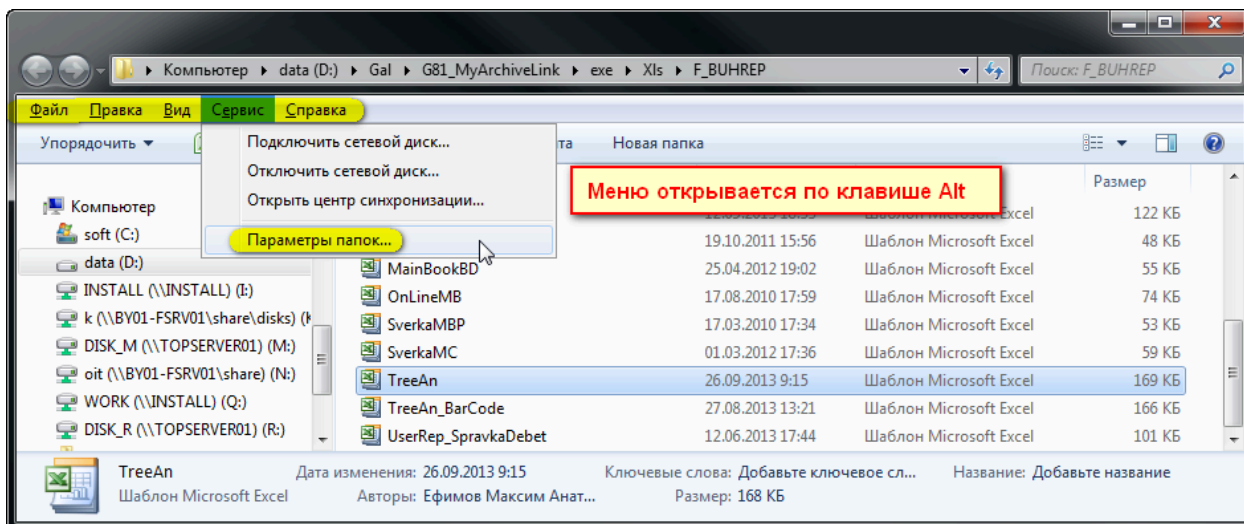 Компьютер ▸ data (D:) ▸ Gal ▸ G81_MyArchiveLink ▸ exe ▸ Xls ▸ F_BUHREP
Поиск: F_BUHREP
Файл Правка Вид Сервис Справка
Упорядочить
Новая папка
Подключить сетевой диск...
Отключить сетевой диск...
Открыть центр синхронизации...
Параметры папок...
Меню открывается по клавише Alt
Размер
Компьютер
soft (C:)
data (D:)
INSTALL (\\INSTALL) (I:)
k (\\BY01-FSRV01\share\disks) (
DISK_M (\\TOPSERVER01) (M:)
oit (\\BY01-FSRV01\share) (N:)
WORK (\\INSTALL) (Q:)
DISK_R (\\TOPSERVER01) (R:)
122 КБ
19.10.2011 15:56 Шаблон Microsoft Excel 48 КБ
MainBookBD 25.04.2012 19:02 Шаблон Microsoft Excel 55 КБ
OnLineMB 17.08.2010 17:59 Шаблон Microsoft Excel 74 КБ
SverkaMBP 17.03.2010 17:34 Шаблон Microsoft Excel 53 КБ
SverkaMC 01.03.2012 17:36 Шаблон Microsoft Excel 59 КБ
TreeAn 26.09.2013 9:15 Шаблон Microsoft Excel 169 КБ
TreeAn_BarCode 27.08.2013 13:21 Шаблон Microsoft Excel 166 КБ
UserRep_SpravkaDebet 12.06.2013 17:44 Шаблон Microsoft Excel 101 КБ
TreeAn Дата изменения: 26.09.2013 9:15 Ключевые слова: Добавьте ключевое сл... Название: Добавьте название
Шаблон Microsoft Excel Авторы: Ефимов Максим Анат... Размер: 168 КБ